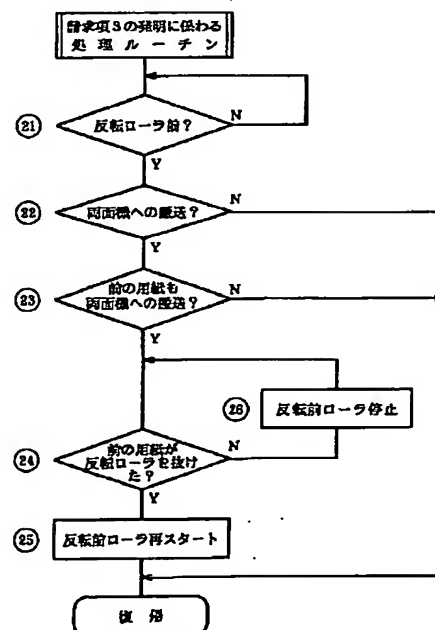 請求項3の発明に係わる
処理ルーチン
21
反転ローラ前?
N
Y
22
両面機への搬送?
N
Y
23
前の用紙も
両面機への搬送?
N
Y
26
反転前ローラ停止
24
前の用紙が
反転ローラを抜け
た?
N
Y
25
反転前ローラ再スタート
復帰